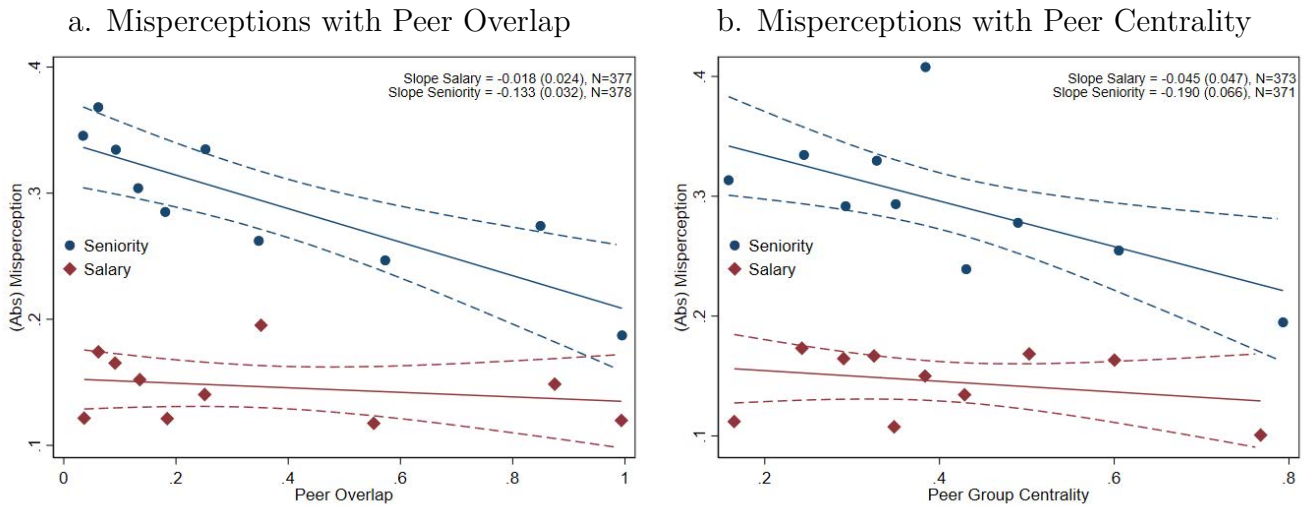 a. Misperceptions with Peer Overlap
Slope Salary = -0.018 (0.024), N=377
Slope Seniority = -0.133 (0.032), N=378
(Abs) Misperception
.4
.3
.2
.1
Seniority
Salary
0 .2 .4 .6 .8 1
Peer Overlap
b. Misperceptions with Peer Centrality
Slope Salary = -0.045 (0.047), N=373
Slope Seniority = -0.190 (0.066), N=371
(Abs) Misperception
.4
.3
.2
.1
Seniority
Salary
.2 .4 .6 .8
Peer Group Centrality